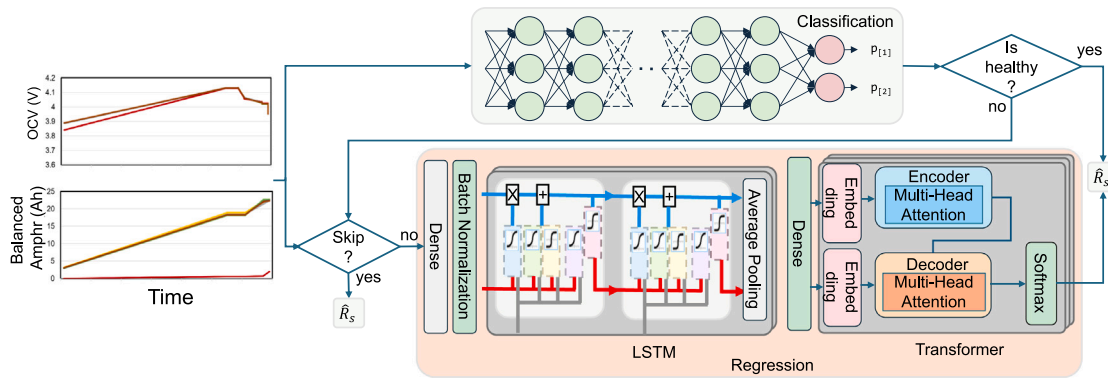 Classification
p[1]
p[2]
Is
healthy
?
yes
no
OCV (V)
4.2
4.1
4
3.9
3.8
3.7
3.6
Balanced
Amphr (Ah)
25
20
15
10
5
0
Time
Skip
?
no
yes
R̂s
Dense
Batch Normalization
X
+
X
+
Average Pooling
LSTM
Dense
Embed
ding
Embed
ding
Encoder
Multi-Head
Attention
Decoder
Multi-Head
Attention
Softmax
Transformer
Regression
R̂s